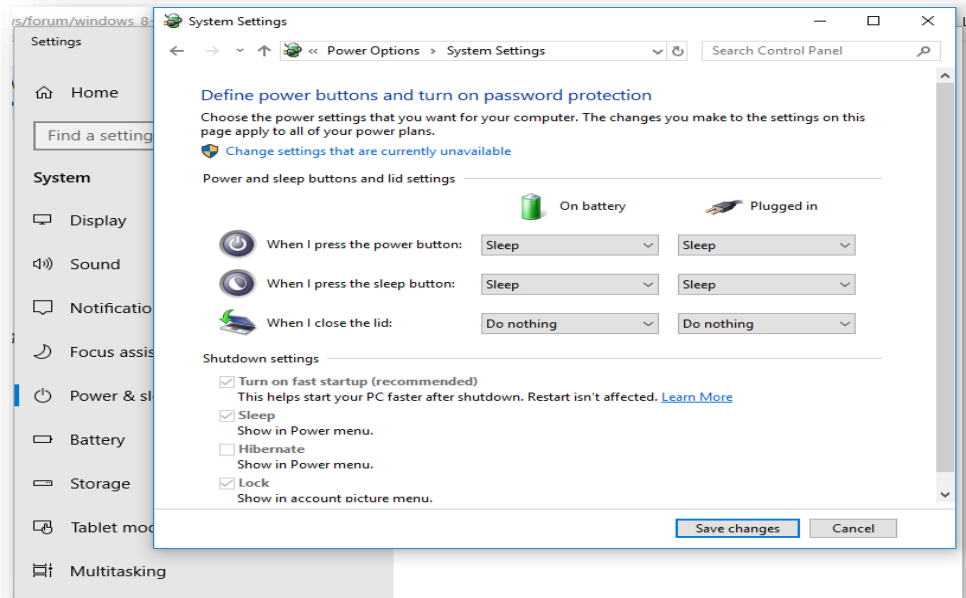 s/forum/windows_8-
Settings
Home
Find a setting
System
Display
Sound
Notificatio
Focus assis
Power & sl
Battery
Storage
Tablet mod
Multitasking
System Settings
« Power Options › System Settings
Search Control Panel
Define power buttons and turn on password protection
Choose the power settings that you want for your computer. The changes you make to the settings on this
page apply to all of your power plans.
Change settings that are currently unavailable
Power and sleep buttons and lid settings
On battery Plugged in
When I press the power button: Sleep Sleep
When I press the sleep button: Sleep Sleep
When I close the lid: Do nothing Do nothing
Shutdown settings
Turn on fast startup (recommended)
This helps start your PC faster after shutdown. Restart isn't affected. Learn More
Sleep
Show in Power menu.
Hibernate
Show in Power menu.
Lock
Show in account picture menu.
Save changes Cancel